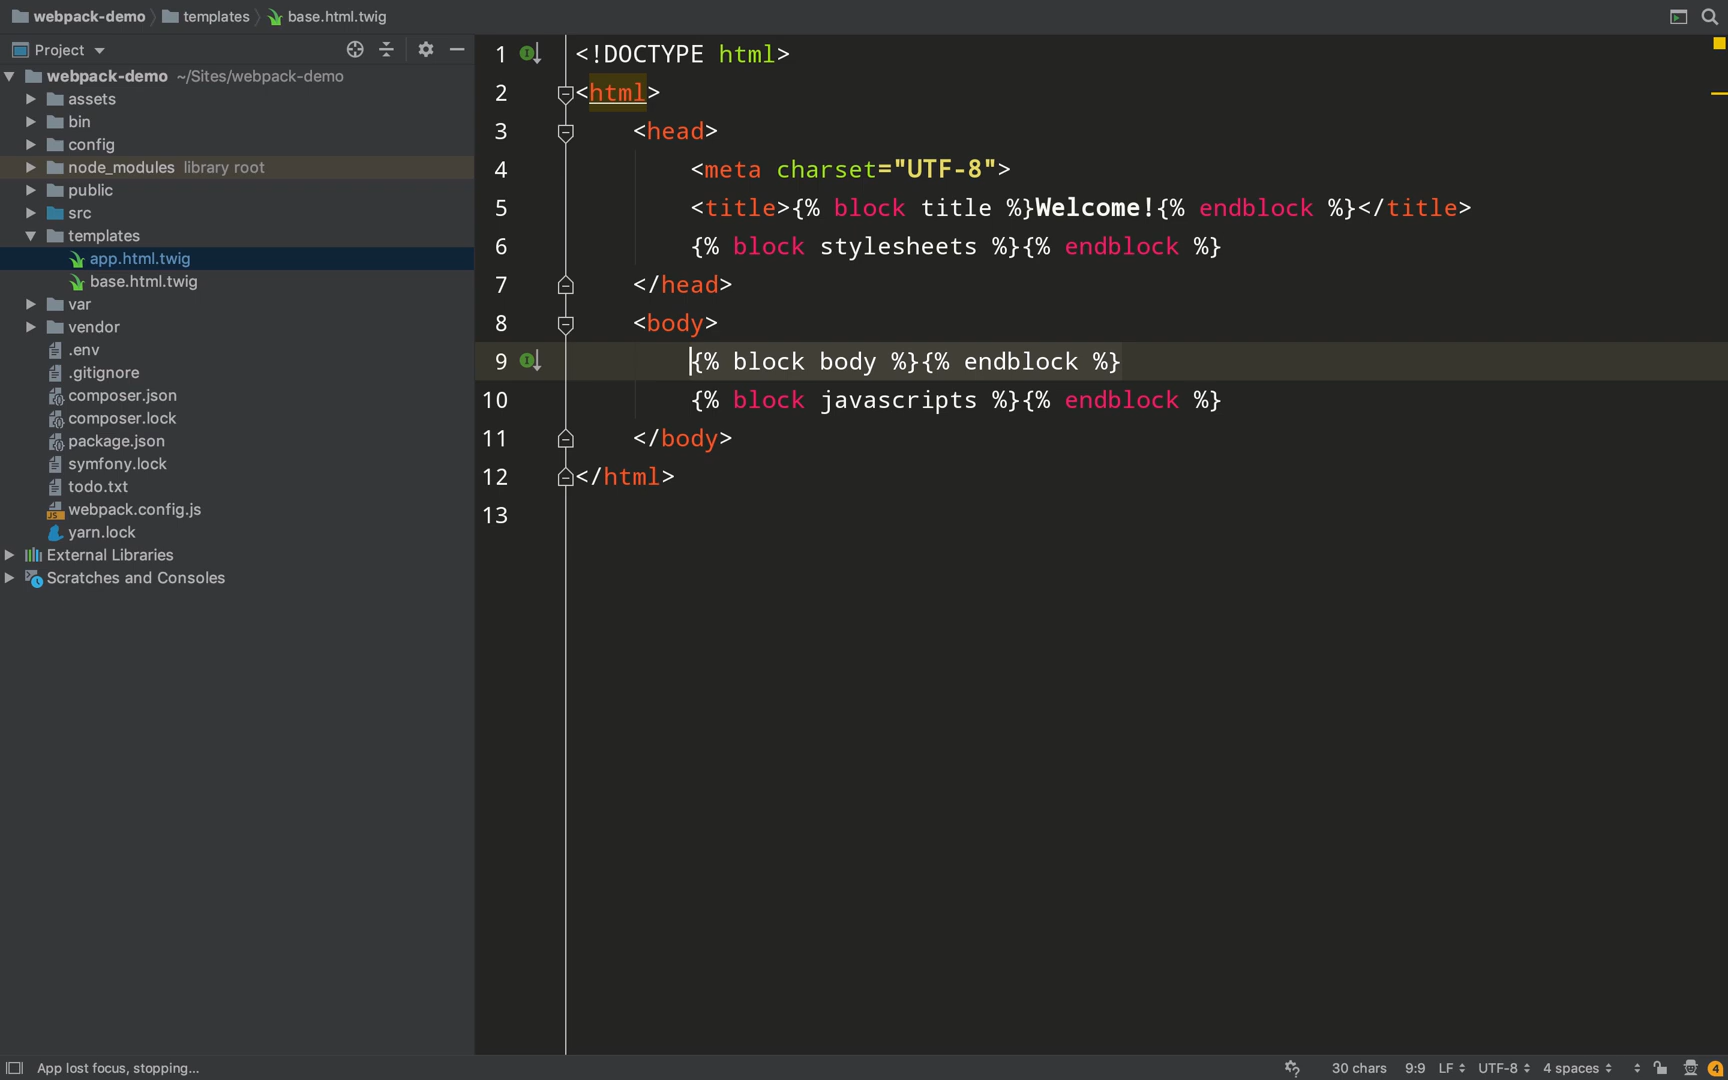 webpack-demo templates base.html.twig
Project
webpack-demo ~/Sites/webpack-demo
assets
bin
config
node_modules library root
public
src
templates
app.html.twig
base.html.twig
var
vendor
.env
.gitignore
composer.json
composer.lock
package.json
symfony.lock
todo.txt
webpack.config.js
yarn.lock
External Libraries
Scratches and Consoles
1 <!DOCTYPE html>
2 <html>
3 <head>
4 <meta charset="UTF-8">
5 <title>{% block title %}Welcome!{% endblock %}</title>
6 {% block stylesheets %}{% endblock %}
7 </head>
8 <body>
9 {% block body %}{% endblock %}
10 {% block javascripts %}{% endblock %}
11 </body>
12 </html>
13
App lost focus, stopping... 30 chars 9:9 LF UTF-8 4 spaces 4